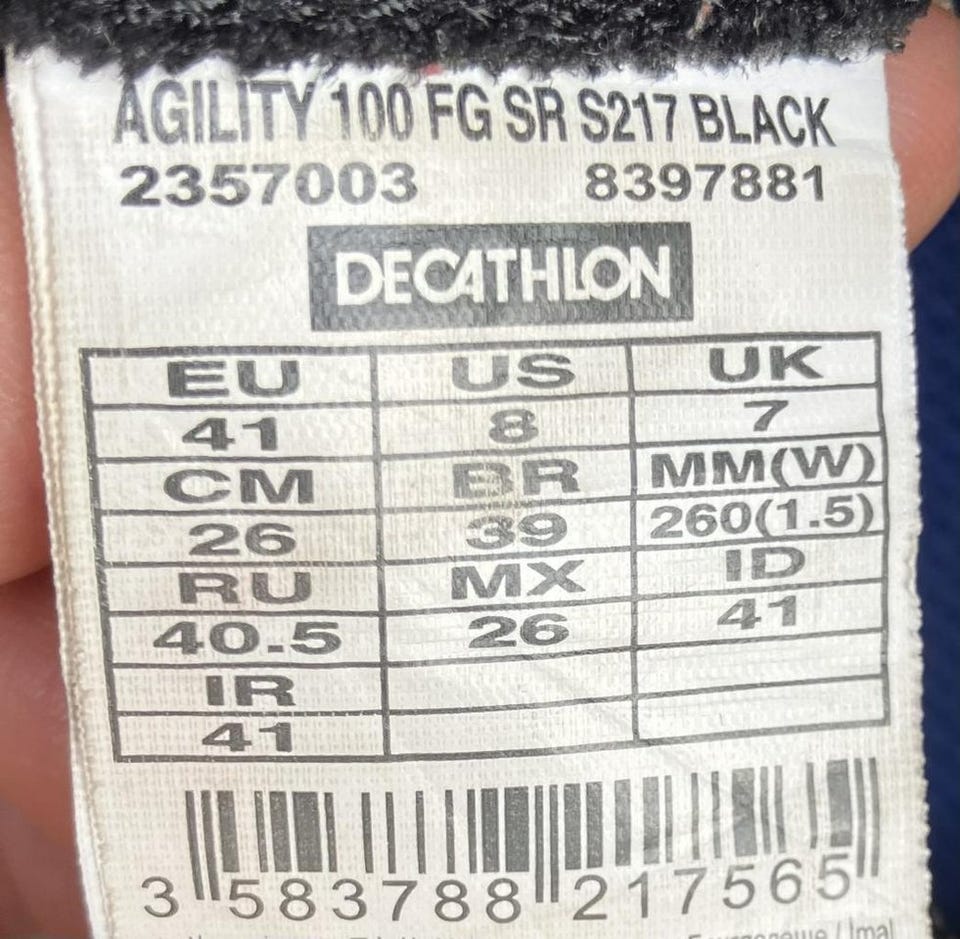 AGILITY 100 FG SR S217 BLACK
2357003 8397881
DECATHLON
EU US UK
41 8 7
CM BR MM(W)
26 39 260(1.5)
RU MX ID
40.5 26 41
IR
41
3 583788 217565